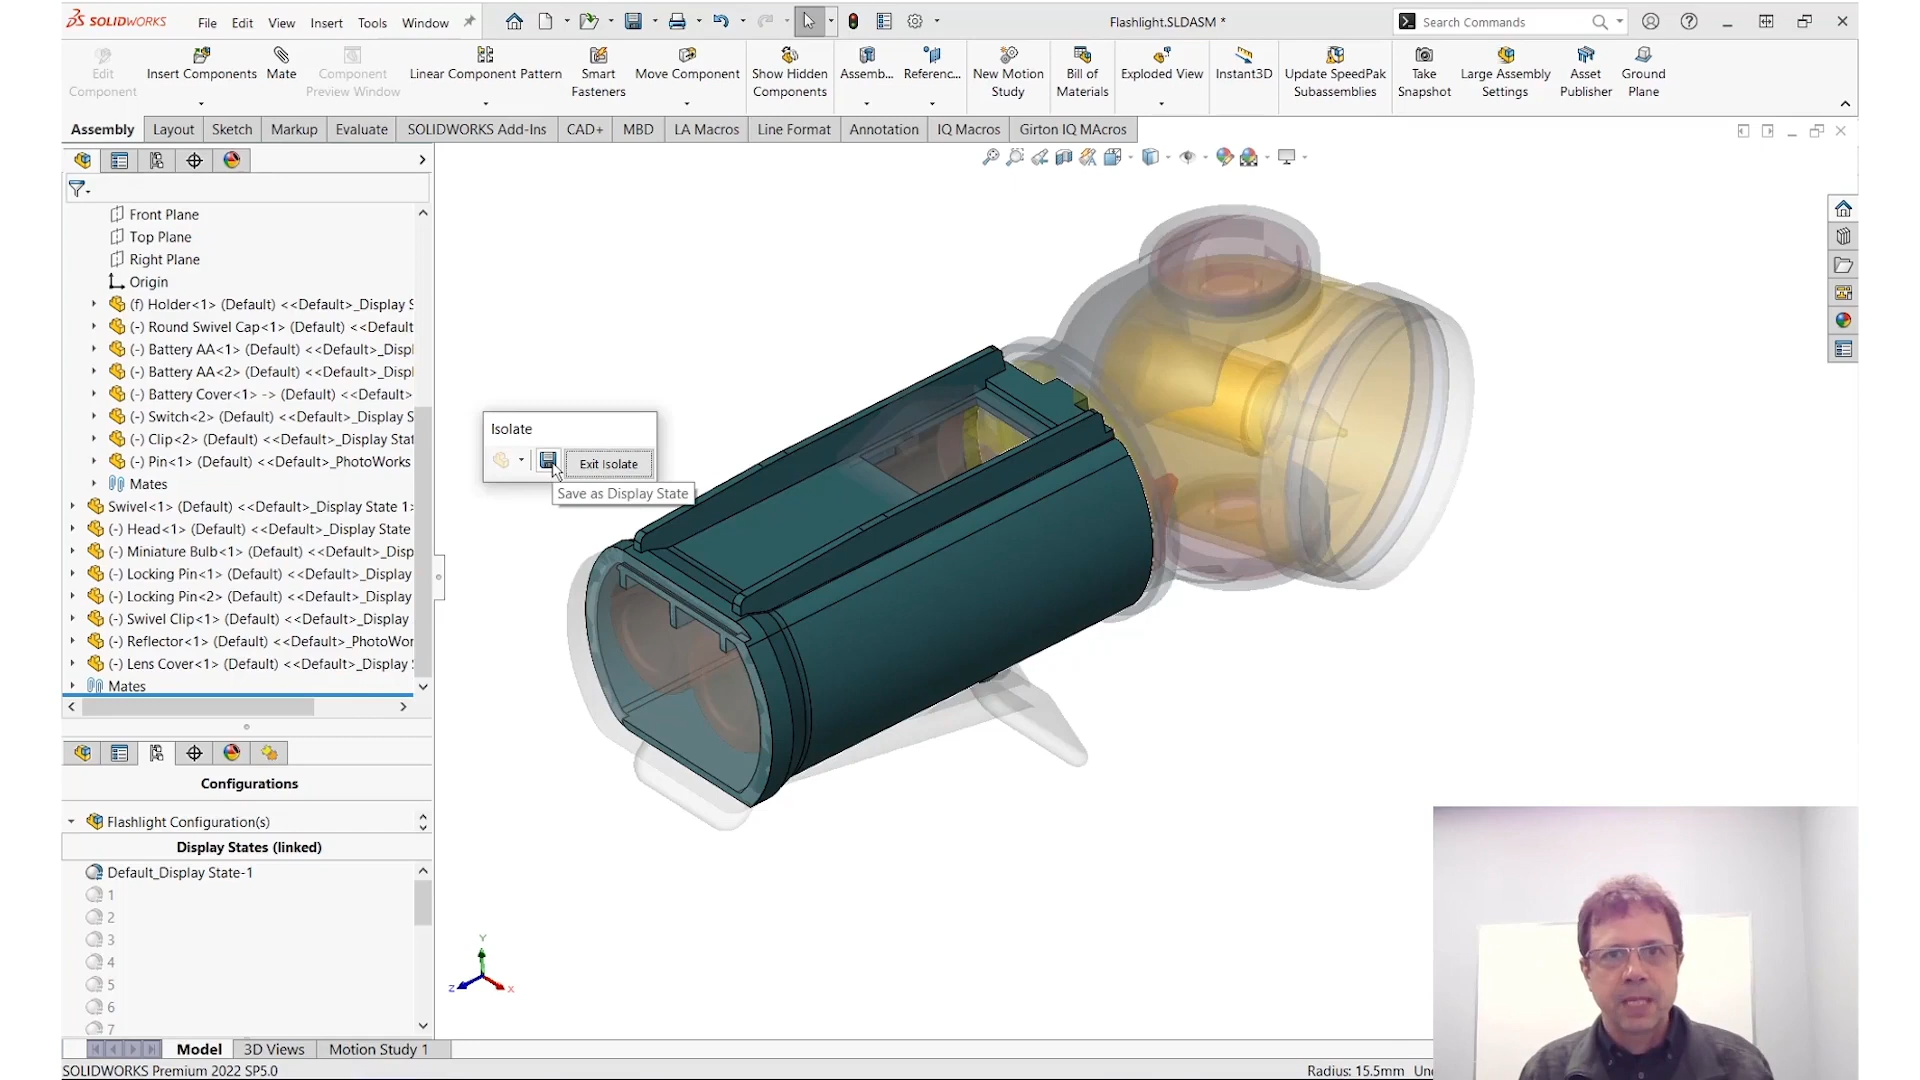 SOLIDWORKS File Edit View Insert Tools Window Flashlight.SLDASM * Search Commands
Edit Component
Insert Components
Mate
Component Preview Window
Linear Component Pattern
Smart Fasteners
Move Component
Show Hidden Components
Assemb...
Referenc...
New Motion Study
Bill of Materials
Exploded View
Instant3D
Update SpeedPak Subassemblies
Take Snapshot
Large Assembly Settings
Asset Publisher
Ground Plane
Assembly Layout Sketch Markup Evaluate SOLIDWORKS Add-Ins CAD+ MBD LA Macros Line Format Annotation IQ Macros Girton IQ MAcros
Front Plane
Top Plane
Right Plane
Origin
(f) Holder<1> (Default) <<Default>_Display S
(-) Round Swivel Cap<1> (Default) <<Default
(-) Battery AA<1> (Default) <<Default>_Displ
(-) Battery AA<2> (Default) <<Default>_Displ
(-) Battery Cover<1> -> (Default) <<Default>
(-) Switch<2> (Default) <<Default>_Display S
(-) Clip<2> (Default) <<Default>_Display Stat
(-) Pin<1> (Default) <<Default>_PhotoWorks
Mates
Swivel<1> (Default) <<Default>_Display State 1>
(-) Head<1> (Default) <<Default>_Display State
(-) Miniature Bulb<1> (Default) <<Default>_Disp
(-) Locking Pin<1> (Default) <<Default>_Display
(-) Locking Pin<2> (Default) <<Default>_Display
(-) Swivel Clip<1> (Default) <<Default>_Display
(-) Reflector<1> (Default) <<Default>_PhotoWor
(-) Lens Cover<1> (Default) <<Default>_Display
Mates
Isolate
Exit Isolate
Save as Display State
Configurations
Flashlight Configuration(s)
Display States (linked)
Default_Display State-1
1
2
3
4
5
6
7
Y
Z
X
Model 3D Views Motion Study 1
SOLIDWORKS Premium 2022 SP5.0
Radius: 15.5mm Und